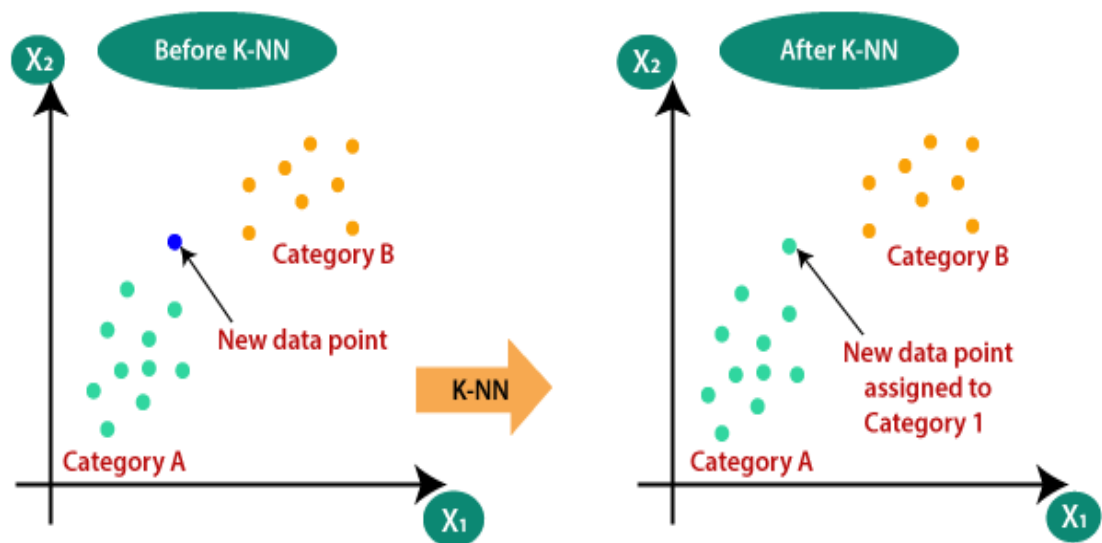 Before K-NN
X₂
Category B
New data point
Category A
X₁
K-NN
After K-NN
X₂
Category B
New data point
assigned to
Category 1
Category A
X₁